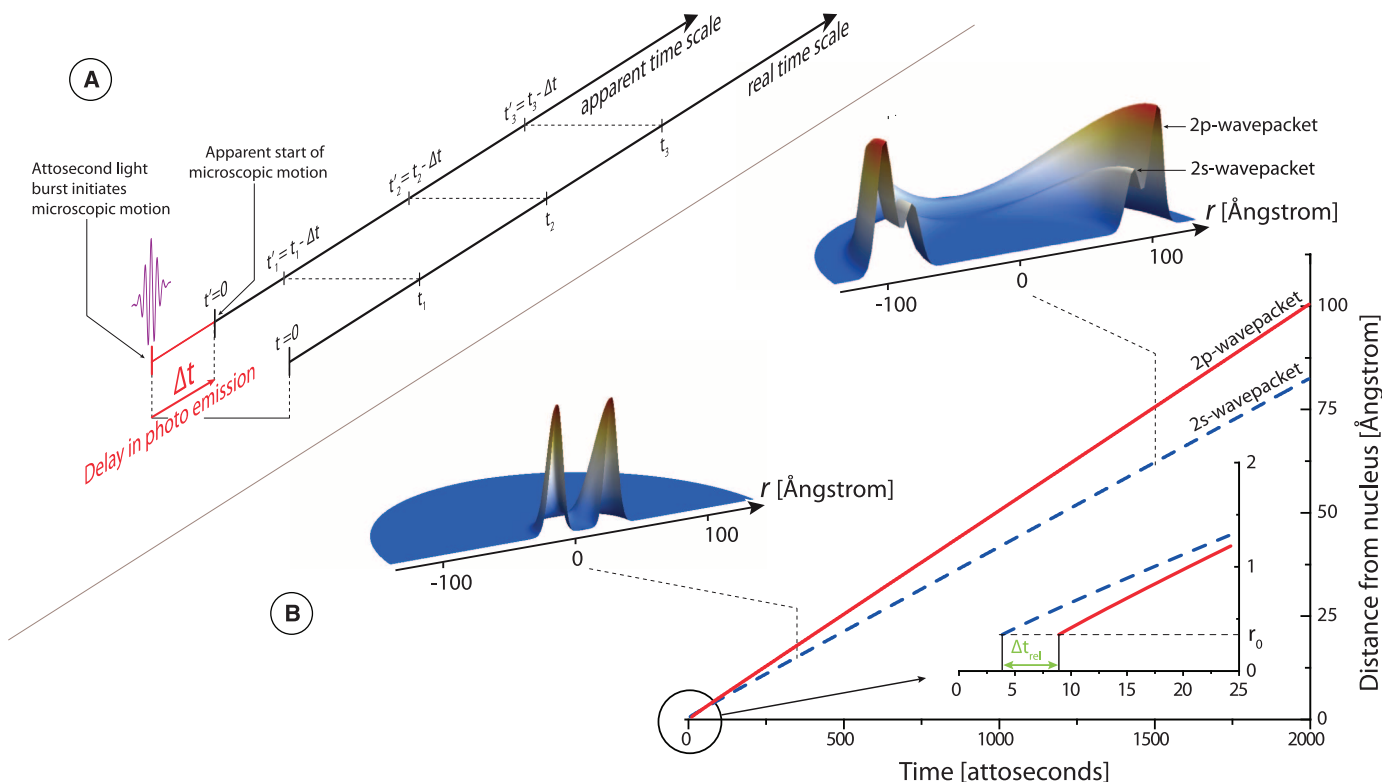 A
Attosecond light
burst initiates
microscopic motion
Apparent start of
microscopic motion
t'=0
t'₁ = t₁ - Δt
t'₂ = t₂ - Δt
t'₃ = t₃ - Δt
apparent time scale
t=0
t₁
t₂
t₃
real time scale
Δt
Delay in photo emission
2p-wavepacket
2s-wavepacket
r [Ångstrom]
-100
0
100
r [Ångstrom]
-100
0
100
B
2p-wavepacket
2s-wavepacket
100
75
50
25
0
Distance from nucleus [Ångstrom]
2
1
r₀
0
Δt_rel
0
5
10
15
20
25
0
500
1000
1500
2000
Time [attoseconds]